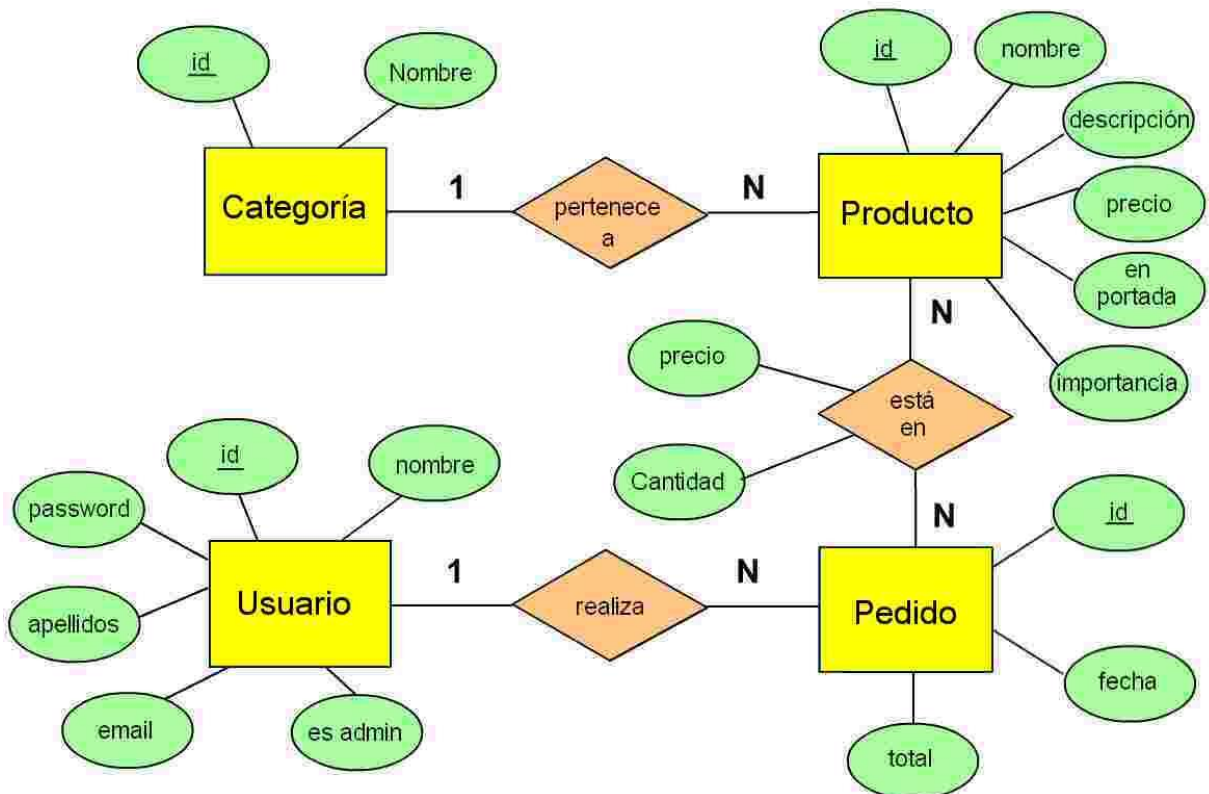 id
Nombre
Categoría
1
pertenece
a
N
id
nombre
descripción
Producto
precio
en
portada
importancia
N
precio
está
en
Cantidad
N
id
nombre
password
Usuario
apellidos
email
es admin
1
realiza
N
Pedido
id
fecha
total